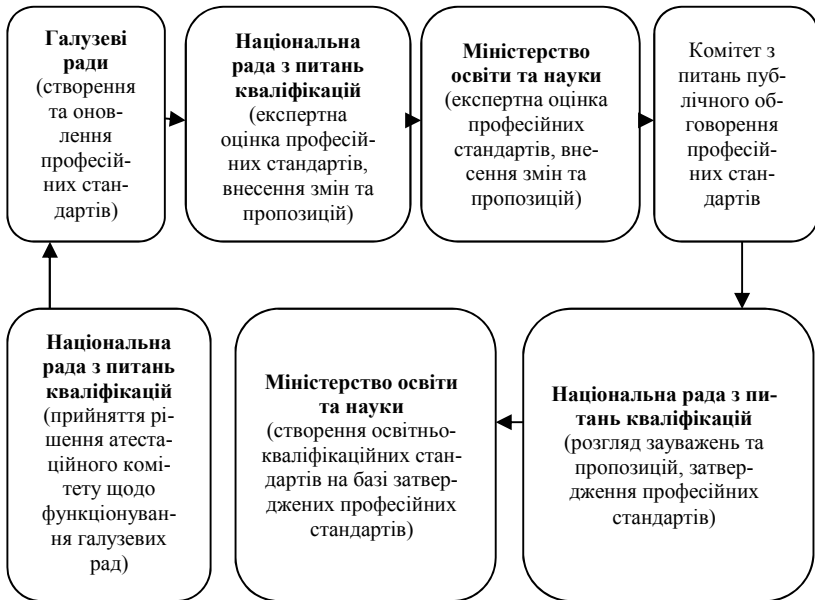 Галузеві
ради
(створення
та онов-
лення
професій-
них стан-
дартів)
Національна
рада з питань
кваліфікацій
(експертна
оцінка професій-
них стандартів,
внесення змін та
пропозицій)
Міністерство
освіти та науки
(експертна оцінка
професійних
стандартів, вне-
сення змін та
пропозицій)
Комітет з
питань пуб-
лічного об-
говорення
професій-
них стан-
дартів
Національна рада з пи-
тань кваліфікацій
(розгляд зауважень та
пропозицій, затвер-
дження професійних
стандартів)
Міністерство освіти
та науки
(створення освітньо-
кваліфікаційних стан-
дартів на базі затвер-
джених професійних
стандартів)
Національна
рада з питань
кваліфікацій
(прийняття рі-
шення атеста-
ційного комі-
тету щодо
функціонуван-
ня галузевих
рад)